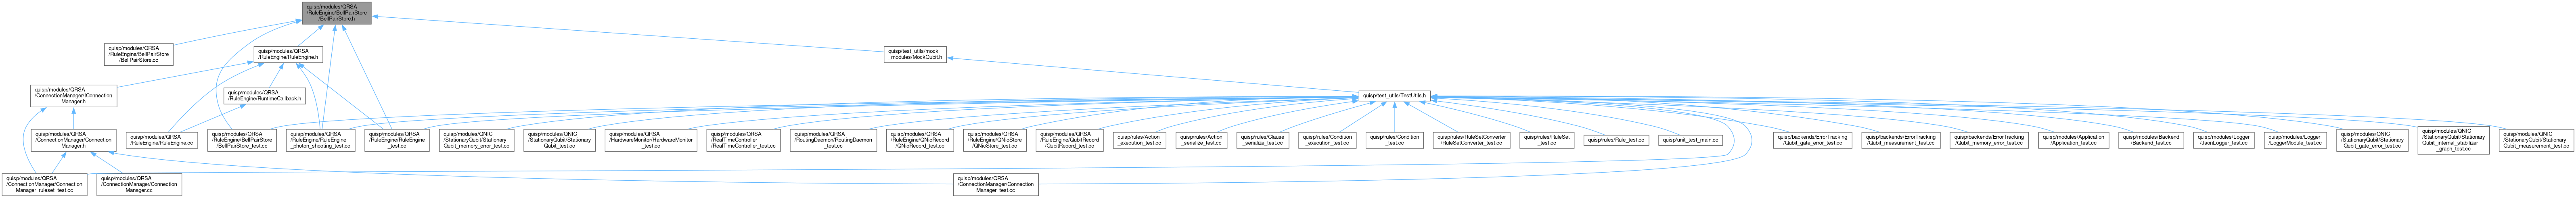 quisp/modules/QRSA
/RuleEngine/BellPairStore
/BellPairStore.h
quisp/modules/QRSA
/RuleEngine/BellPairStore
/BellPairStore.cc
quisp/modules/QRSA
/RuleEngine/RuleEngine.h
quisp/test_utils/mock
_modules/MockQubit.h
quisp/modules/QRSA
/ConnectionManager/IConnection
Manager.h
quisp/modules/QRSA
/RuleEngine/RuntimeCallback.h
quisp/test_utils/TestUtils.h
quisp/modules/QRSA
/ConnectionManager/Connection
Manager.h
quisp/modules/QRSA
/RuleEngine/RuleEngine.cc
quisp/modules/QRSA
/RuleEngine/BellPairStore
/BellPairStore_test.cc
quisp/modules/QRSA
/RuleEngine/RuleEngine
_photon_shooting_test.cc
quisp/modules/QRSA
/RuleEngine/RuleEngine
_test.cc
quisp/modules/QNIC
/StationaryQubit/Stationary
Qubit_memory_error_test.cc
quisp/modules/QNIC
/StationaryQubit/Stationary
Qubit_test.cc
quisp/modules/QRSA
/HardwareMonitor/HardwareMonitor
_test.cc
quisp/modules/QRSA
/RealTimeController
/RealTimeController_test.cc
quisp/modules/QRSA
/RoutingDaemon/RoutingDaemon
_test.cc
quisp/modules/QRSA
/RuleEngine/QNicRecord
/QNicRecord_test.cc
quisp/modules/QRSA
/RuleEngine/QNicStore
/QNicStore_test.cc
quisp/modules/QRSA
/RuleEngine/QubitRecord
/QubitRecord_test.cc
quisp/rules/Action
_execution_test.cc
quisp/rules/Action
_serialize_test.cc
quisp/rules/Clause
_serialize_test.cc
quisp/rules/Condition
_execution_test.cc
quisp/rules/Condition
_test.cc
quisp/rules/RuleSetConverter
/RuleSetConverter_test.cc
quisp/rules/RuleSet
_test.cc
quisp/rules/Rule_test.cc
quisp/unit_test_main.cc
quisp/backends/ErrorTracking
/Qubit_gate_error_test.cc
quisp/backends/ErrorTracking
/Qubit_measurement_test.cc
quisp/backends/ErrorTracking
/Qubit_memory_error_test.cc
quisp/modules/Application
/Application_test.cc
quisp/modules/Backend
/Backend_test.cc
quisp/modules/Logger
/JsonLogger_test.cc
quisp/modules/Logger
/LoggerModule_test.cc
quisp/modules/QNIC
/StationaryQubit/Stationary
Qubit_gate_error_test.cc
quisp/modules/QNIC
/StationaryQubit/Stationary
Qubit_internal_stabilizer
_graph_test.cc
quisp/modules/QNIC
/StationaryQubit/Stationary
Qubit_measurement_test.cc
quisp/modules/QRSA
/ConnectionManager/Connection
Manager_ruleset_test.cc
quisp/modules/QRSA
/ConnectionManager/Connection
Manager.cc
quisp/modules/QRSA
/ConnectionManager/Connection
Manager_test.cc